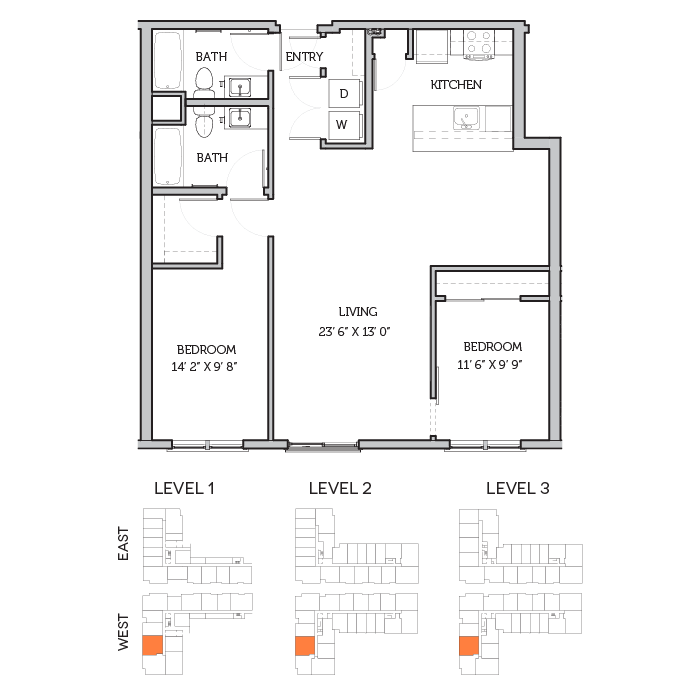 BATH
ENTRY
KITCHEN
D
W
BATH
LIVING
23' 6" X 13' 0"
BEDROOM
14' 2" X 9' 8"
BEDROOM
11' 6" X 9' 9"
LEVEL 1
LEVEL 2
LEVEL 3
EAST
WEST